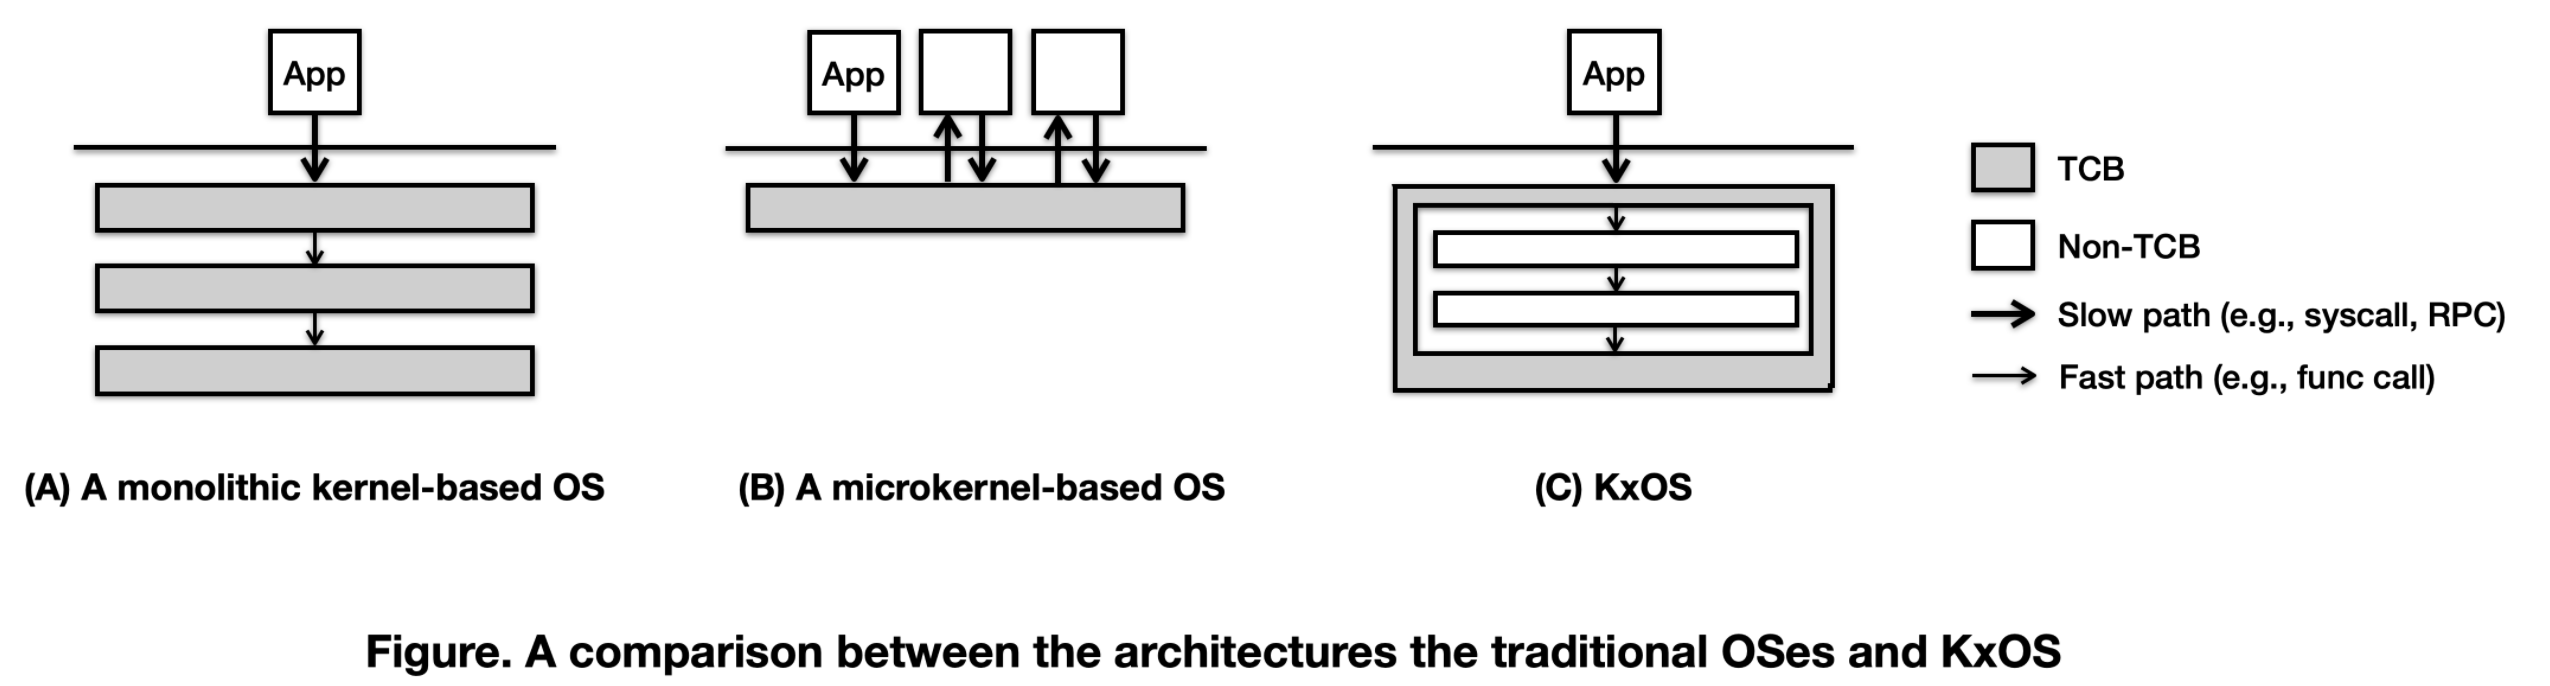 App
App
App
TCB
Non-TCB
Slow path (e.g., syscall, RPC)
Fast path (e.g., func call)
(A) A monolithic kernel-based OS
(B) A microkernel-based OS
(C) KxOS
Figure. A comparison between the architectures the traditional OSes and KxOS